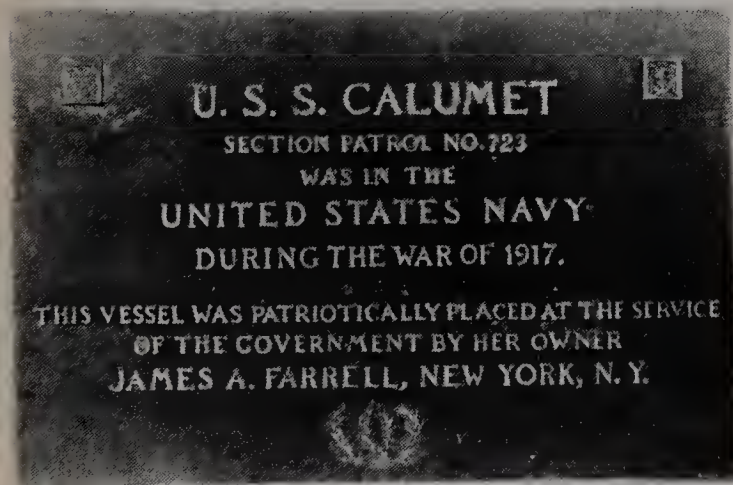 U. S. S. CALUMET
SECTION PATROL NO. 723
WAS IN THE
UNITED STATES NAVY
DURING THE WAR OF 1917.
THIS VESSEL WAS PATRIOTICALLY PLACED AT THE SERVICE
OF THE GOVERNMENT BY HER OWNER
JAMES A. FARRELL, NEW YORK, N. Y.